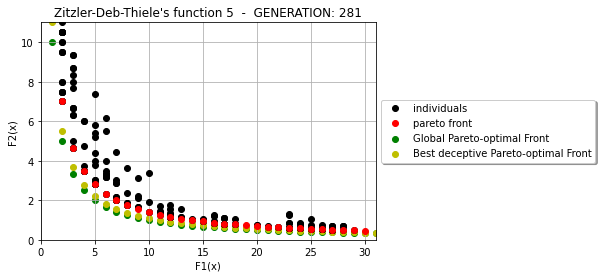 Zitzler-Deb-Thiele's function 5 - GENERATION: 281
10
8
6
4
2
0
F2(x)
0 5 10 15 20 25 30
F1(x)
individuals
pareto front
Global Pareto-optimal Front
Best deceptive Pareto-optimal Front